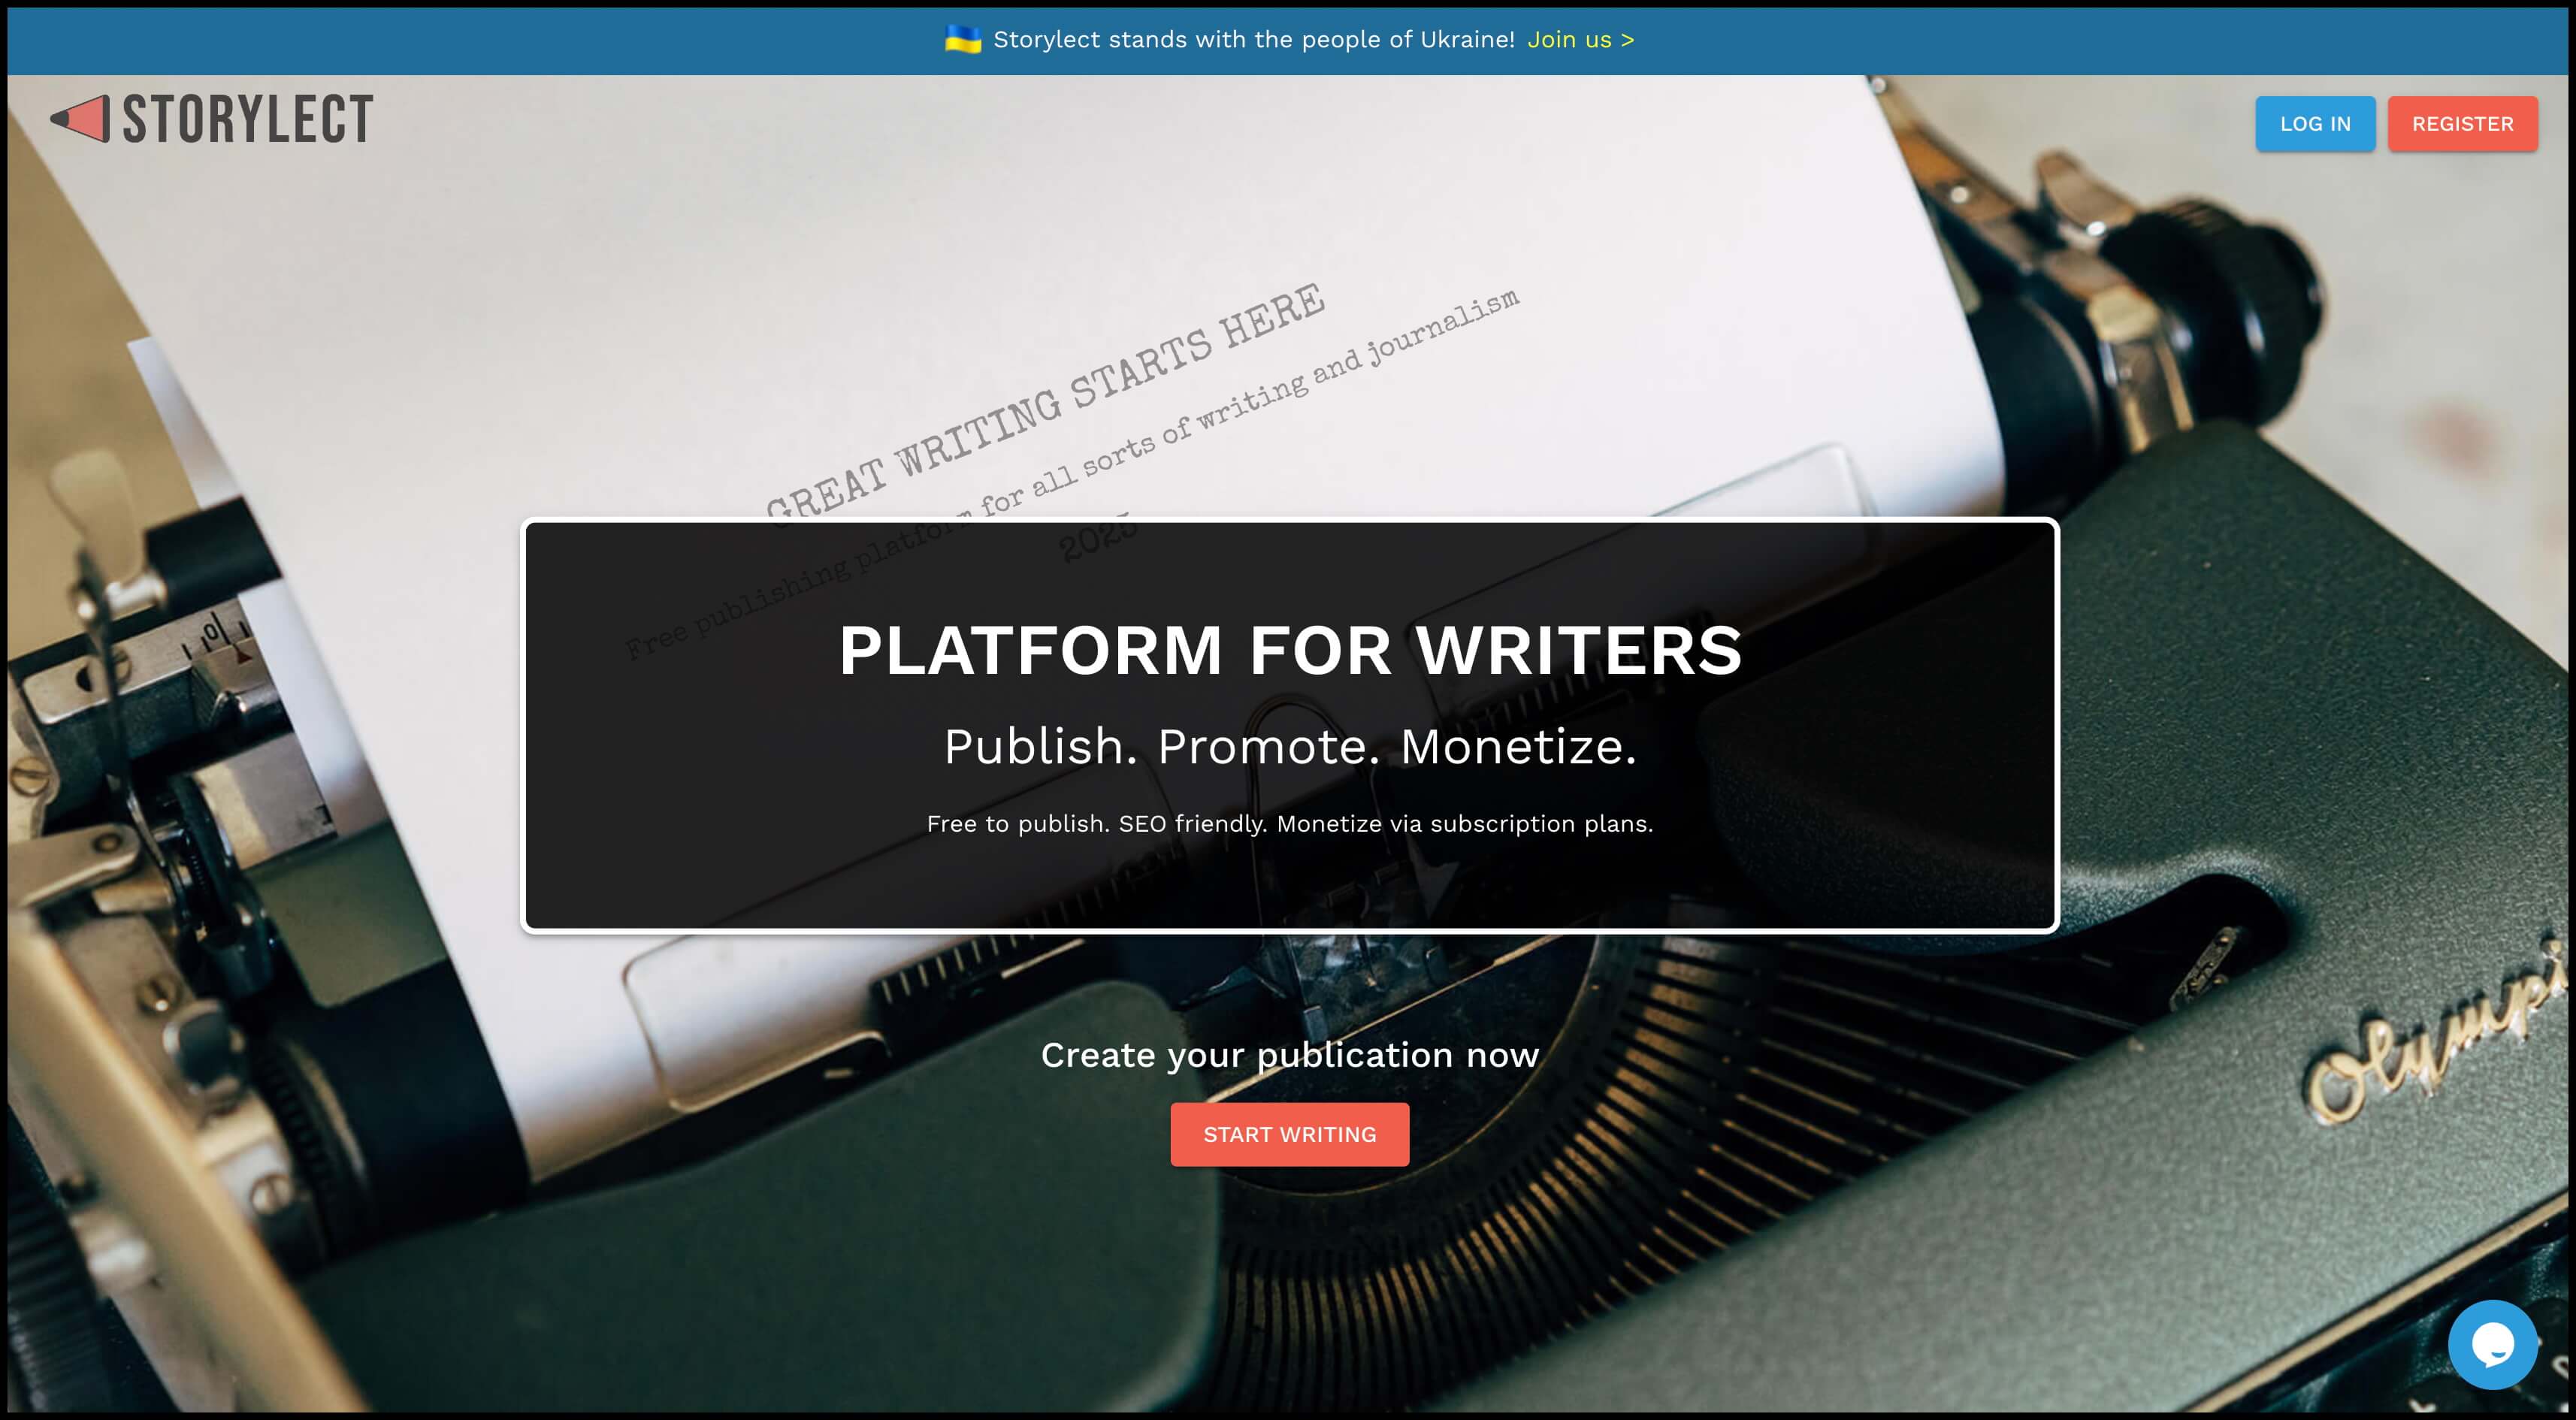 Storylect stands with the people of Ukraine! Join us >
STORYLECT
LOG IN
REGISTER
GREAT WRITING STARTS HERE
Free publishing platform for all sorts of writing and journalism
2025
PLATFORM FOR WRITERS
Publish. Promote. Monetize.
Free to publish. SEO friendly. Monetize via subscription plans.
Create your publication now
START WRITING
Olympi